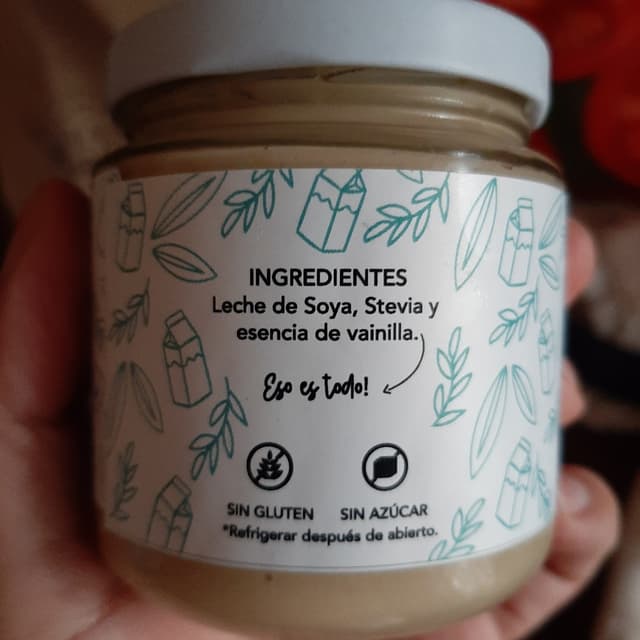 INGREDIENTES
Leche de Soya, Stevia y
esencia de vainilla.
Eso es todo!
SIN GLUTEN SIN AZÚCAR
*Refrigerar después de abierto.